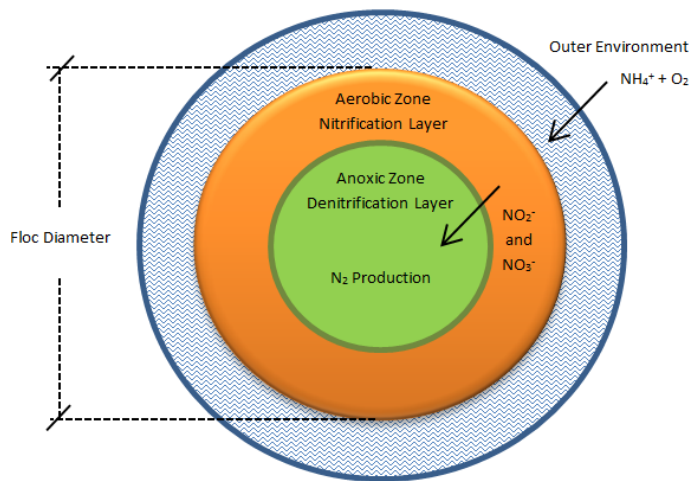 Outer Environment
NH₄⁺ + O₂
Aerobic Zone
Nitrification Layer
Anoxic Zone
Denitrification Layer
NO₂⁻
and
NO₃⁻
Floc Diameter
N₂ Production